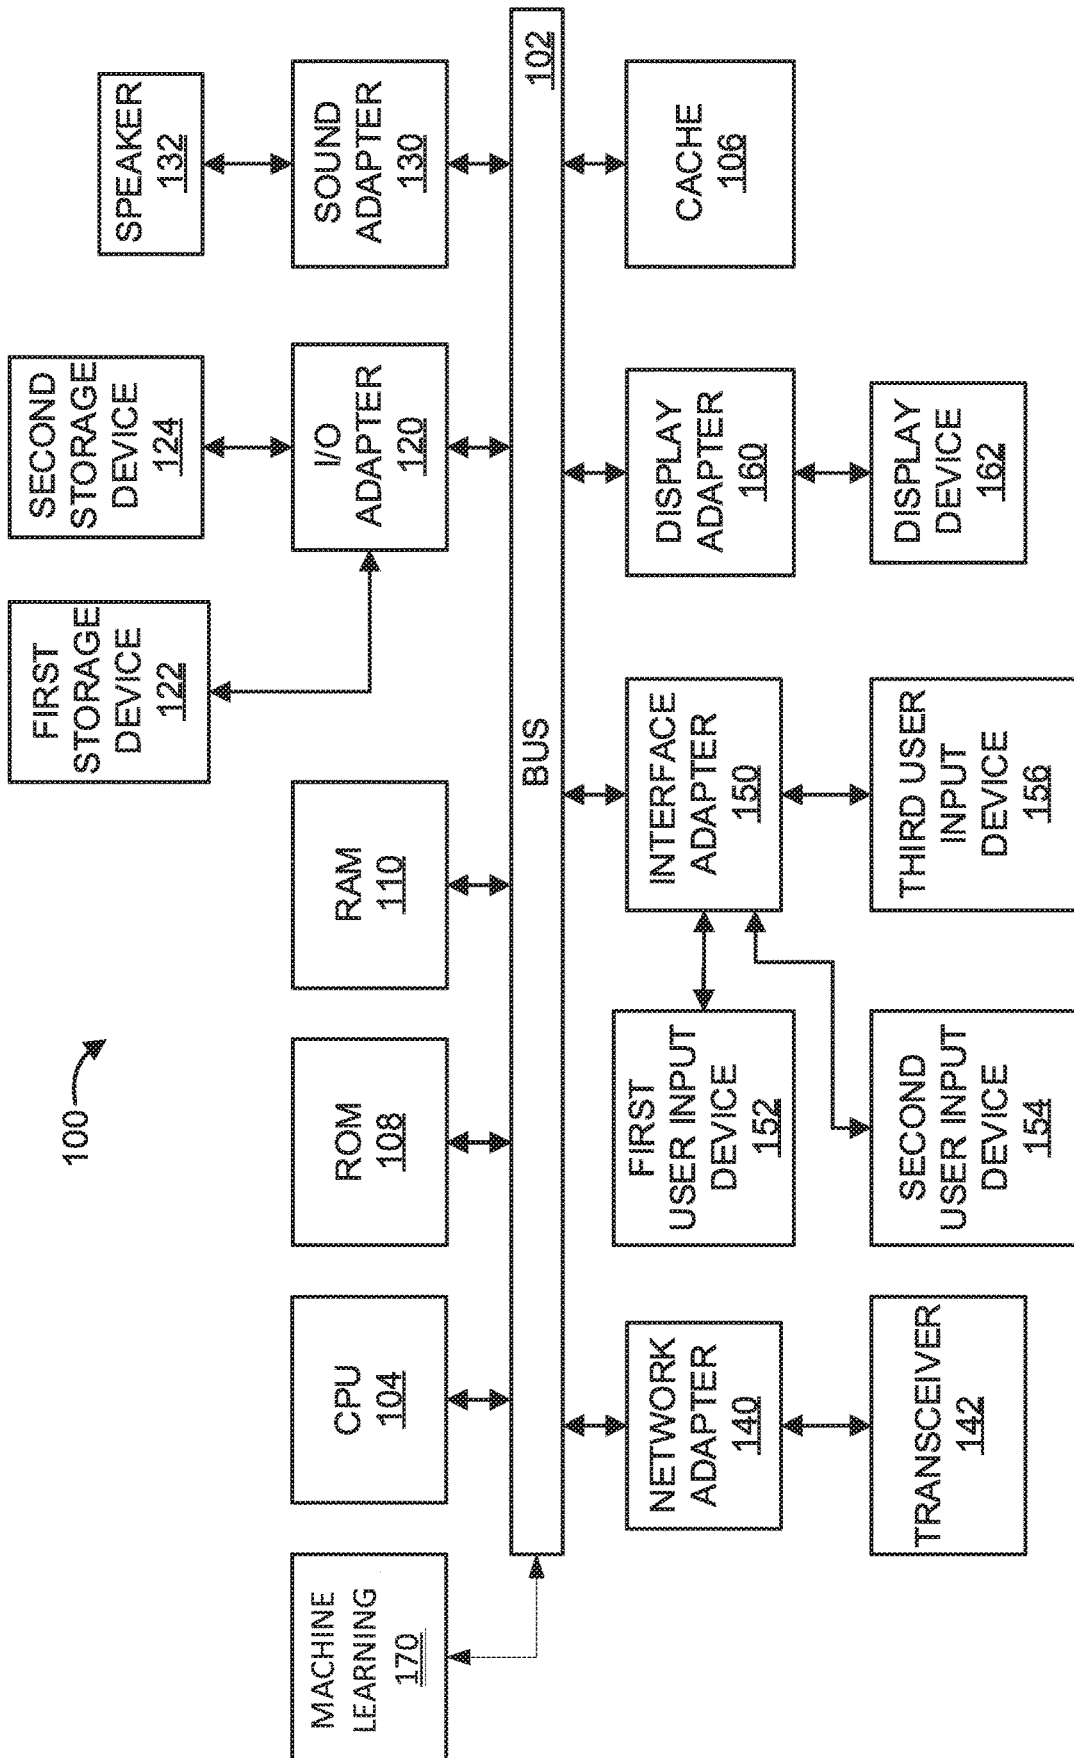 100
MACHINE
LEARNING
170
CPU
104
ROM
108
RAM
110
FIRST
STORAGE
DEVICE
122
SECOND
STORAGE
DEVICE
124
I/O
ADAPTER
120
SPEAKER
132
SOUND
ADAPTER
130
BUS
102
NETWORK
ADAPTER
140
TRANSCEIVER
142
FIRST
USER INPUT
DEVICE
152
SECOND
USER INPUT
DEVICE
154
INTERFACE
ADAPTER
150
THIRD USER
INPUT
DEVICE
156
DISPLAY
ADAPTER
160
DISPLAY
DEVICE
162
CACHE
106